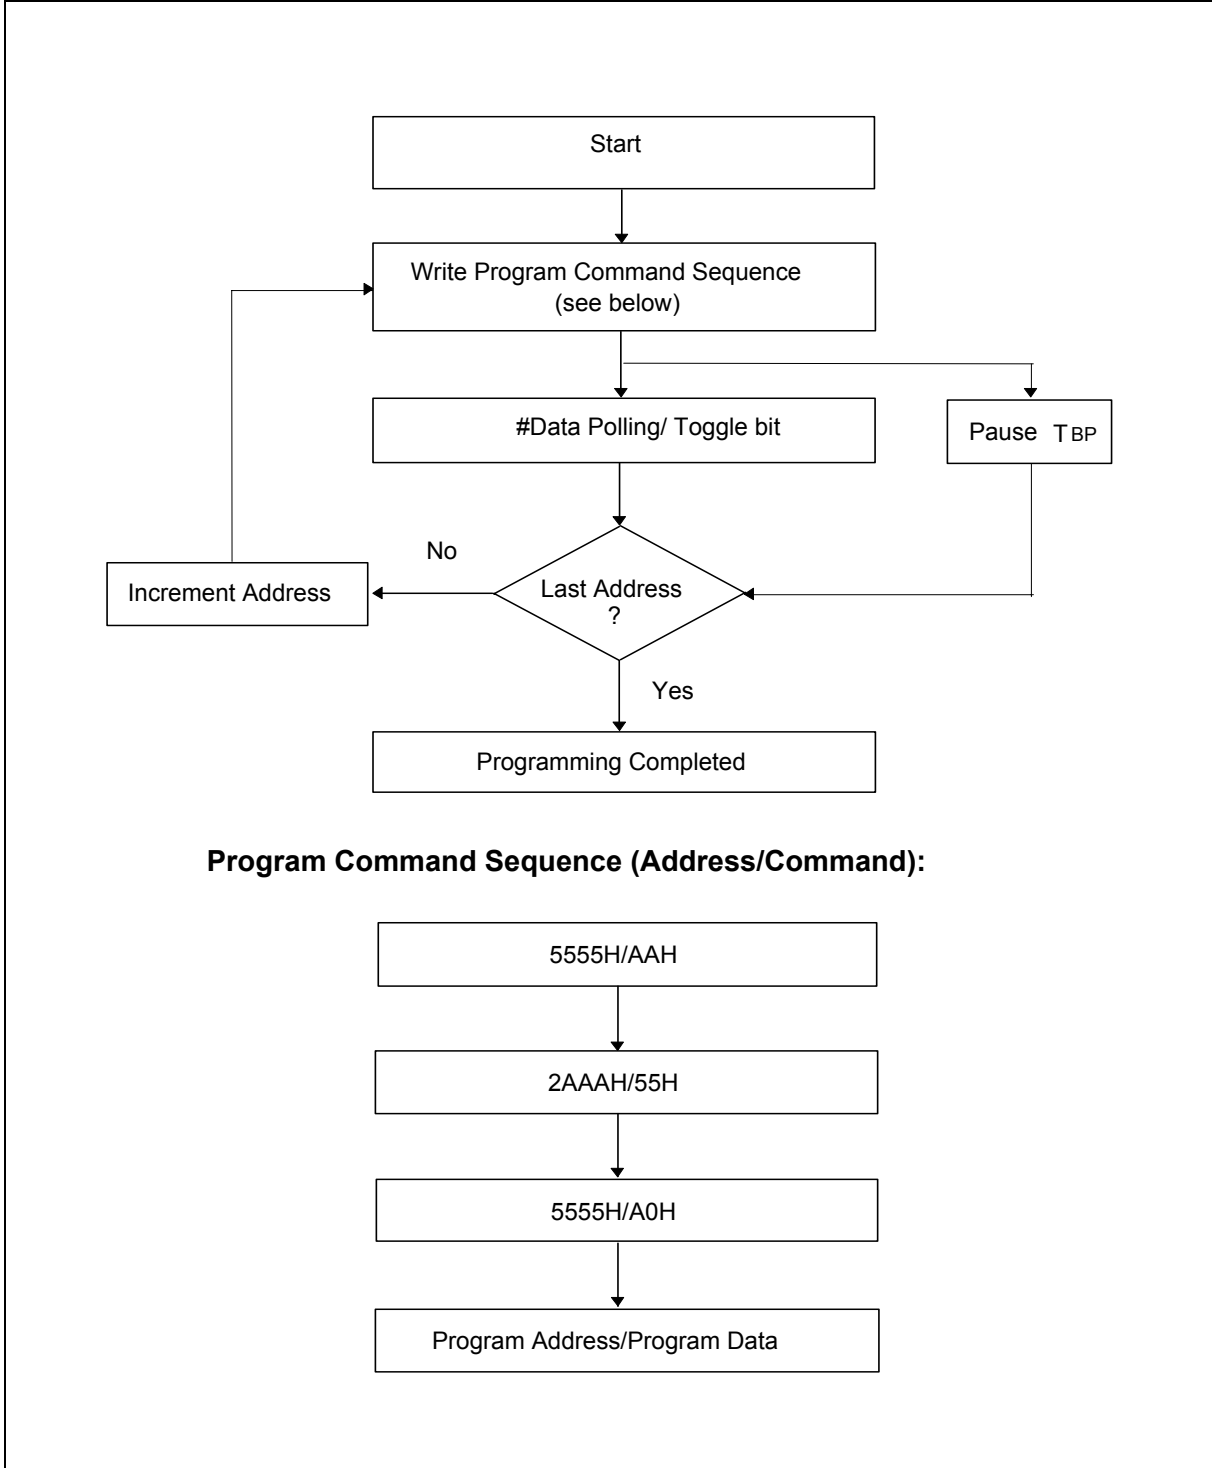 Start
Write Program Command Sequence
(see below)
#Data Polling/ Toggle bit
Pause TBP
No
Increment Address
Last Address
?
Yes
Programming Completed
Program Command Sequence (Address/Command):
5555H/AAH
2AAAH/55H
5555H/A0H
Program Address/Program Data